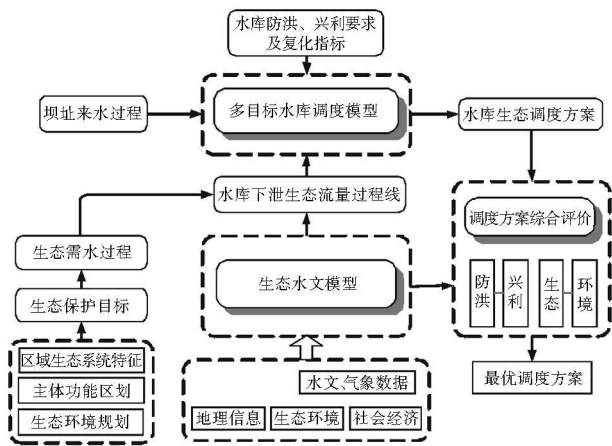 水库防洪、兴利要求
及复化指标
坝址来水过程
多目标水库调度模型
水库生态调度方案
水库下泄生态流量过程线
调度方案综合评价
生态需水过程
生态水文模型
防洪
兴利
生态
环境
生态保护目标
区域生态系统特征
主体功能区划
生态环境规划
水文、气象数据
地理信息
生态环境
社会经济
最优调度方案